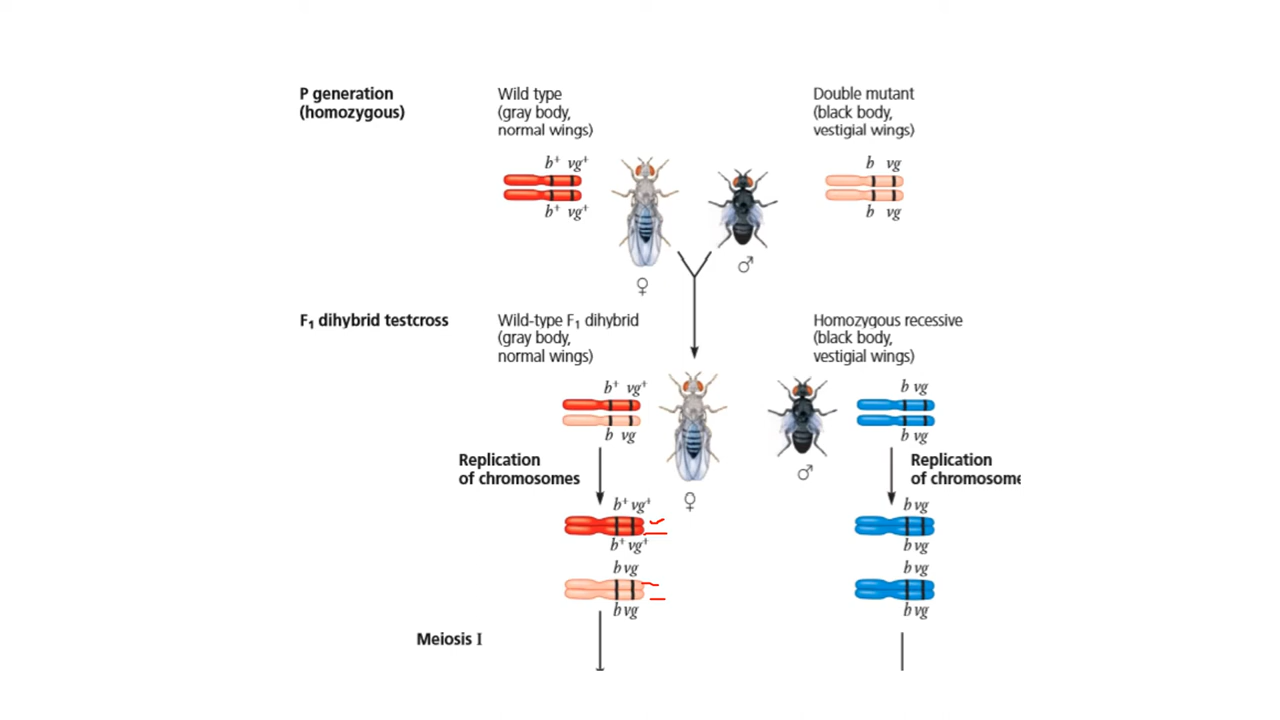 P generation
(homozygous)
Wild type
(gray body,
normal wings)
Double mutant
(black body,
vestigial wings)
b⁺ vg⁺
b⁺ vg⁺
b vg
b vg
♀
♂
F₁ dihybrid testcross
Wild-type F₁ dihybrid
(gray body,
normal wings)
Homozygous recessive
(black body,
vestigial wings)
b⁺ vg⁺
b vg
b vg
b vg
♀
♂
Replication
of chromosomes
Replication
of chromosome
b⁺ vg⁺
b⁺ vg⁺
b vg
b vg
b vg
b vg
b vg
b vg
Meiosis I